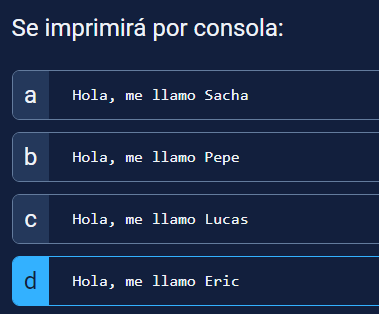 Se imprimirá por consola:
a Hola, me llamo Sacha
b Hola, me llamo Pepe
c Hola, me llamo Lucas
d Hola, me llamo Eric